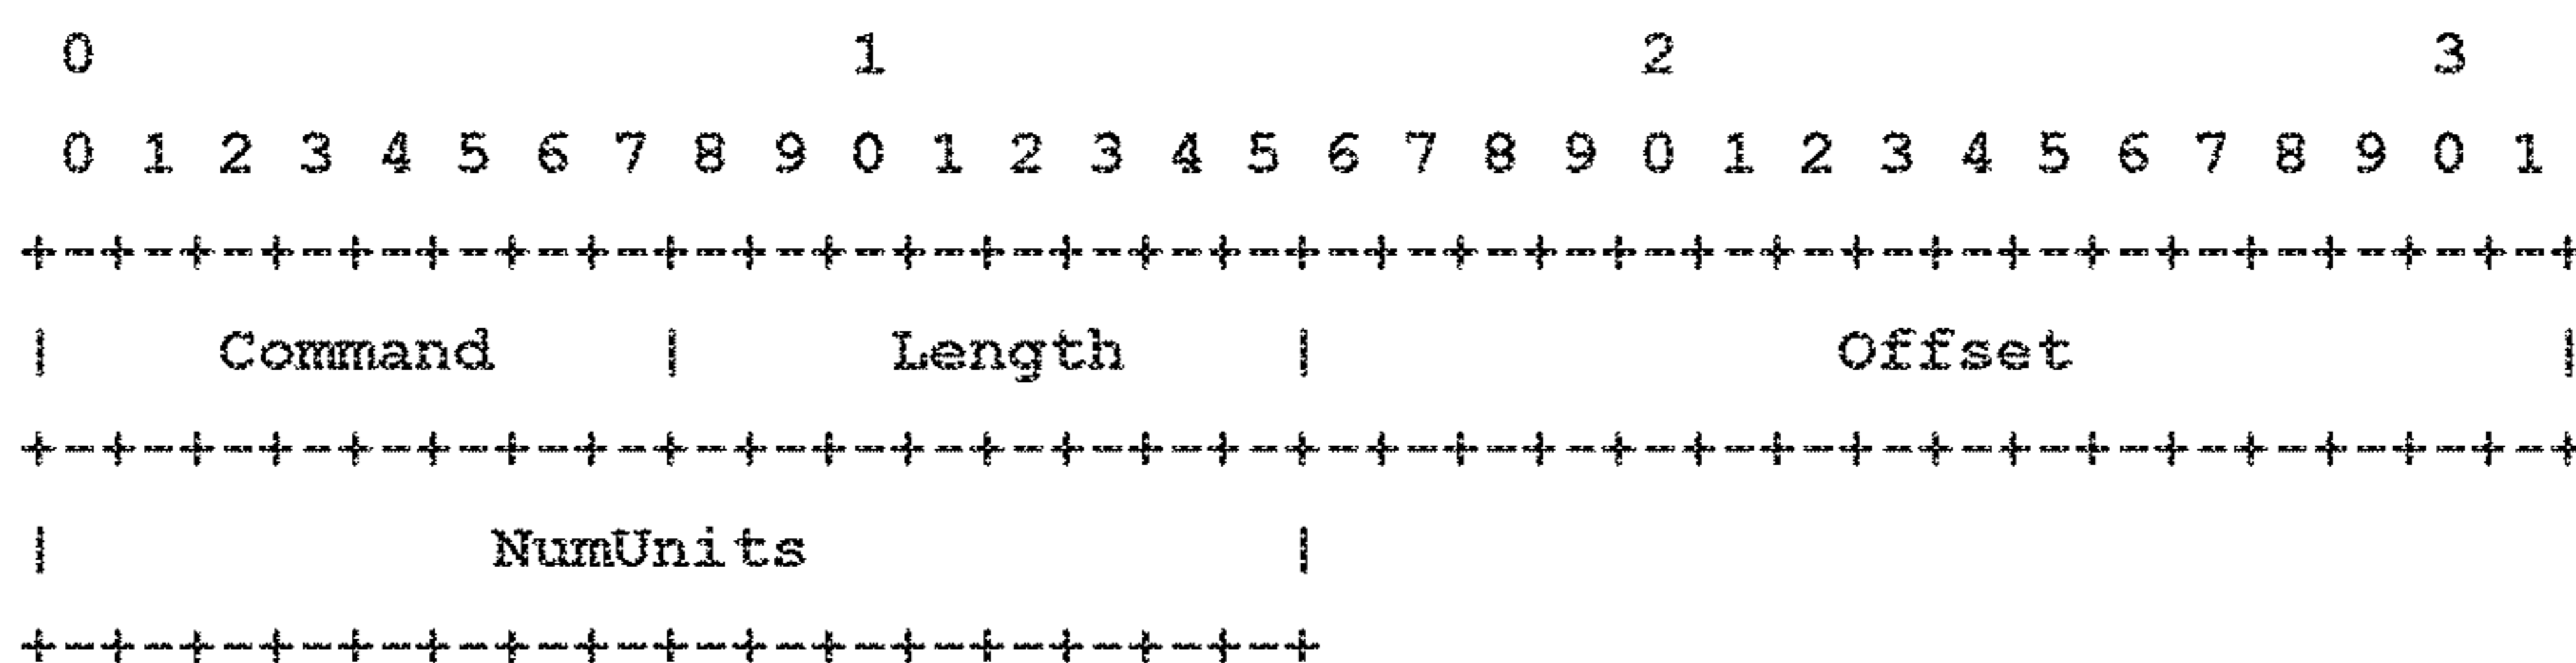 0                   1                   2                   3
 0 1 2 3 4 5 6 7 8 9 0 1 2 3 4 5 6 7 8 9 0 1 2 3 4 5 6 7 8 9 0 1
+-+-+-+-+-+-+-+-+-+-+-+-+-+-+-+-+-+-+-+-+-+-+-+-+-+-+-+-+-+-+-+-+
|    Command    |     Length    |             Offset            |
+-+-+-+-+-+-+-+-+-+-+-+-+-+-+-+-+-+-+-+-+-+-+-+-+-+-+-+-+-+-+-+-+
|           NumUnits            |
+-+-+-+-+-+-+-+-+-+-+-+-+-+-+-+-+